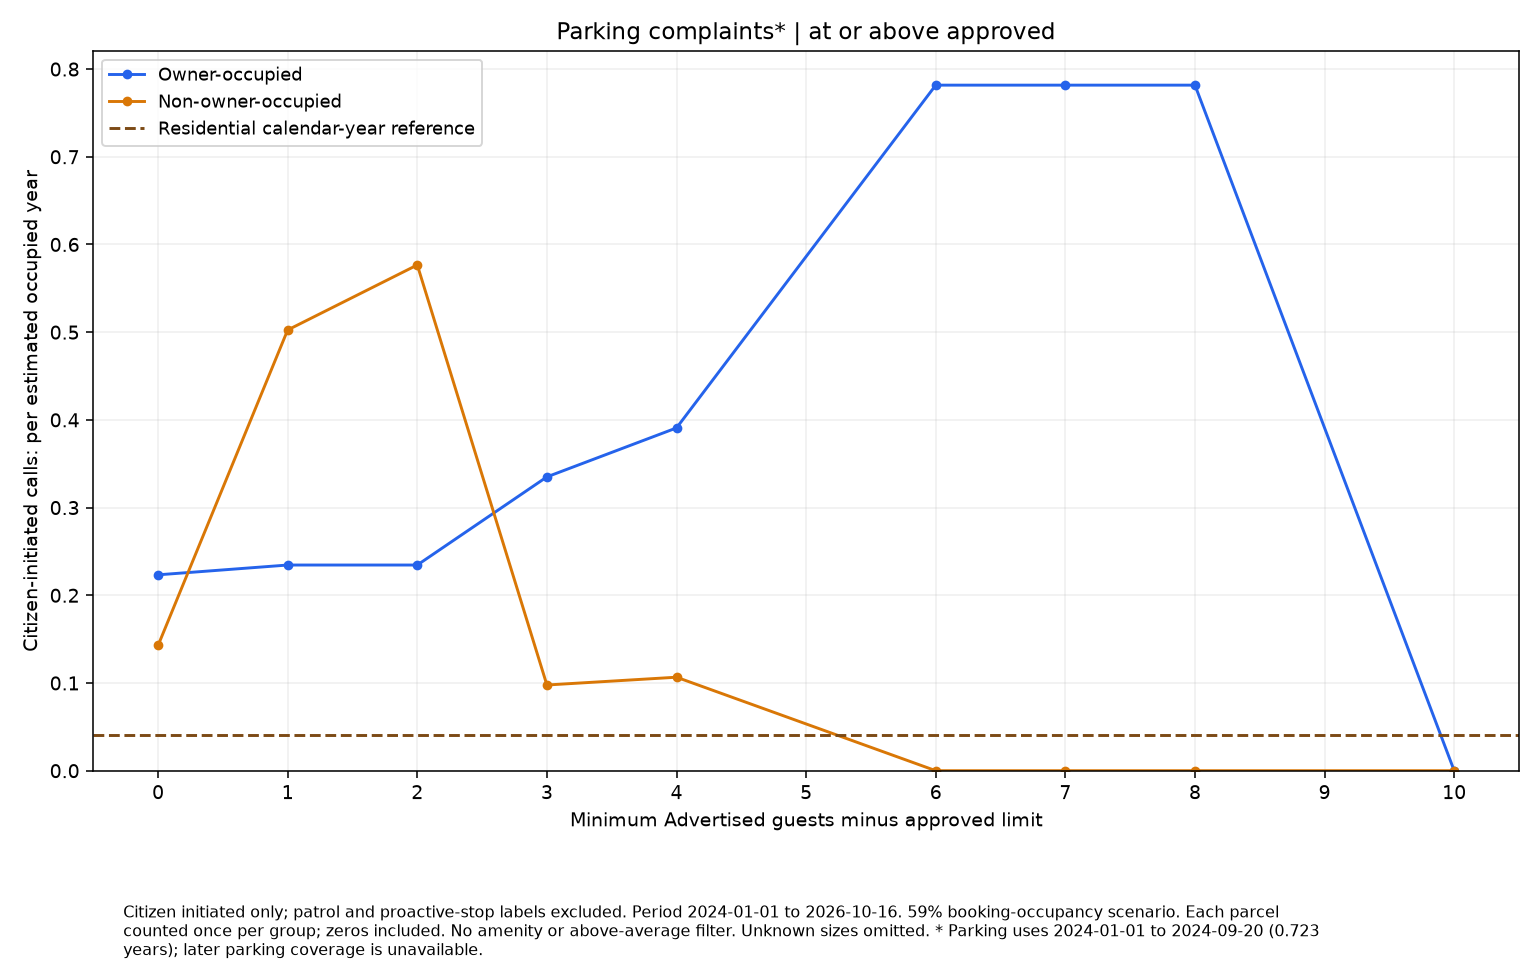 Parking complaints* | at or above approved
Owner-occupied
Non-owner-occupied
Residential calendar-year reference
Citizen-initiated calls: per estimated occupied year
0.8
0.7
0.6
0.5
0.4
0.3
0.2
0.1
0.0
0 1 2 3 4 5 6 7 8 9 10
Minimum Advertised guests minus approved limit
Citizen initiated only; patrol and proactive-stop labels excluded. Period 2024-01-01 to 2026-10-16. 59% booking-occupancy scenario. Each parcel
counted once per group; zeros included. No amenity or above-average filter. Unknown sizes omitted. * Parking uses 2024-01-01 to 2024-09-20 (0.723
years); later parking coverage is unavailable.